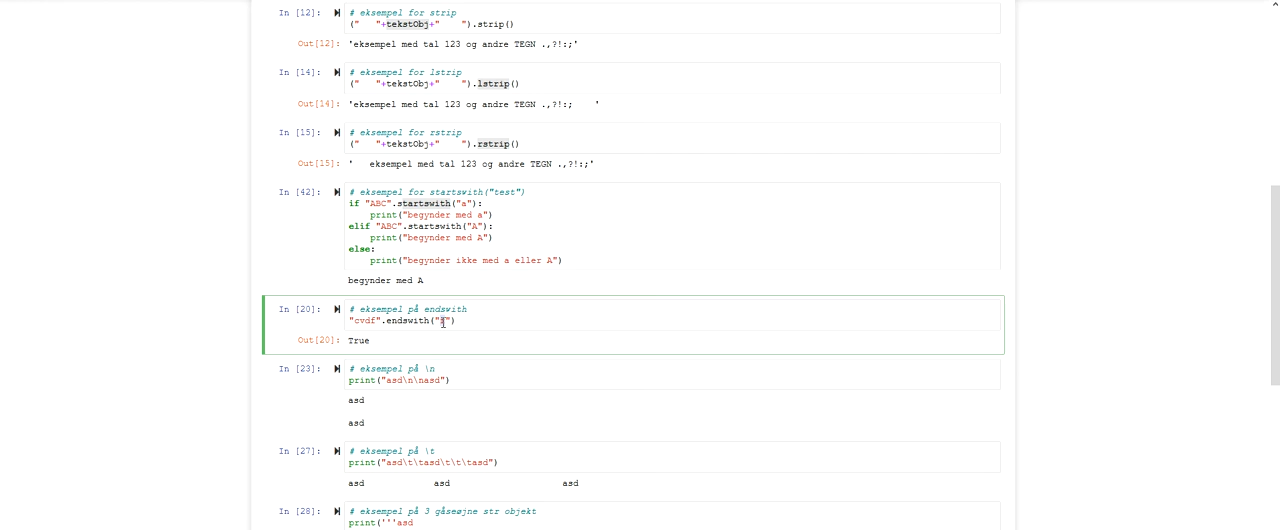 In [12]: # eksempel for strip
("   "+tekstObj+"    ").strip()
Out[12]: 'eksempel med tal 123 og andre TEGN .,?!:;'
In [14]: # eksempel for lstrip
("   "+tekstObj+"    ").lstrip()
Out[14]: 'eksempel med tal 123 og andre TEGN .,?!:;    '
In [15]: # eksempel for rstrip
("   "+tekstObj+"    ").rstrip()
Out[15]: '   eksempel med tal 123 og andre TEGN .,?!:;'
In [42]: # eksempel for startswith("test")
if "ABC".startswith("a"):
    print("begynder med a")
elif "ABC".startswith("A"):
    print("begynder med A")
else:
    print("begynder ikke med a eller A")
begynder med A
In [20]: # eksempel på endswith
"cvdf".endswith("
Out[20]: True
In [23]: # eksempel på \n
print("asd\n\nasd")
asd
asd
In [27]: # eksempel på \t
print("asd\t\tasd\t\t\tasd")
asd		asd			asd
In [28]: # eksempel på 3 gåseøjne str objekt
print('''asd